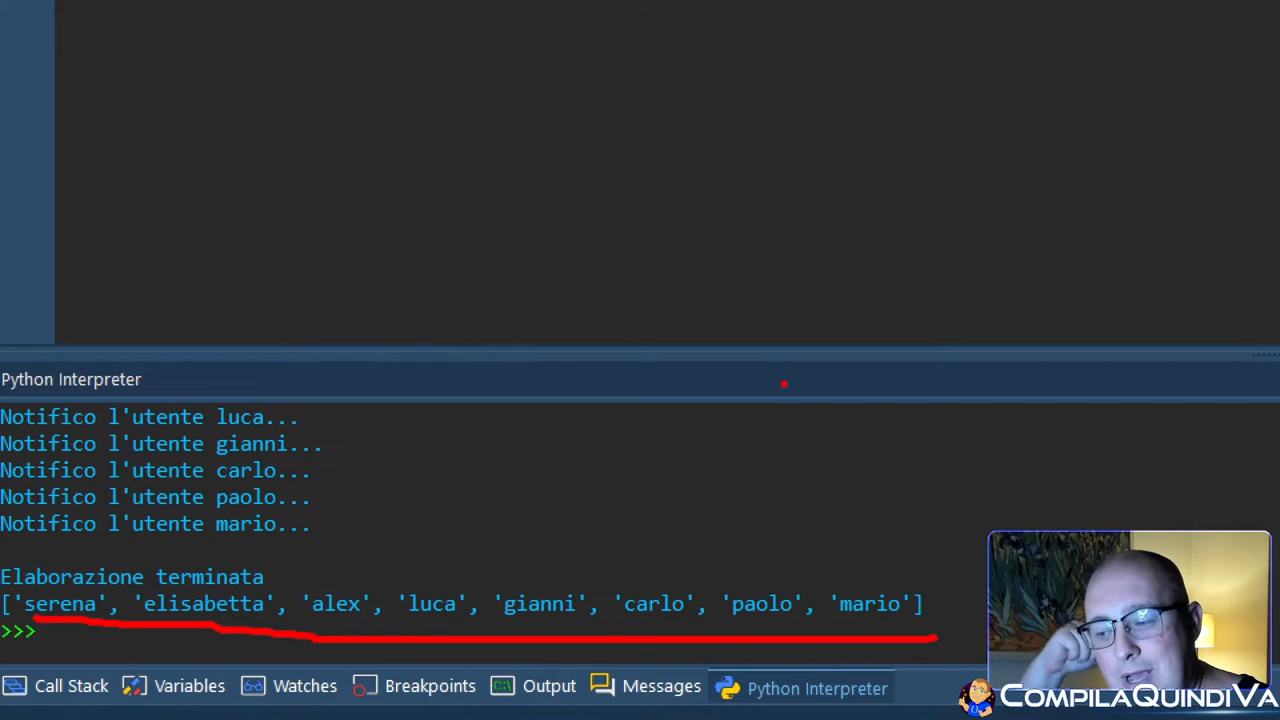 Python Interpreter
Notifico l'utente luca...
Notifico l'utente gianni...
Notifico l'utente carlo...
Notifico l'utente paolo...
Notifico l'utente mario...
Elaborazione terminata
['serena', 'elisabetta', 'alex', 'luca', 'gianni', 'carlo', 'paolo', 'mario']
>>>
Call Stack Variables Watches Breakpoints Output Messages Python Interpreter
COMPILAQUINDIVA